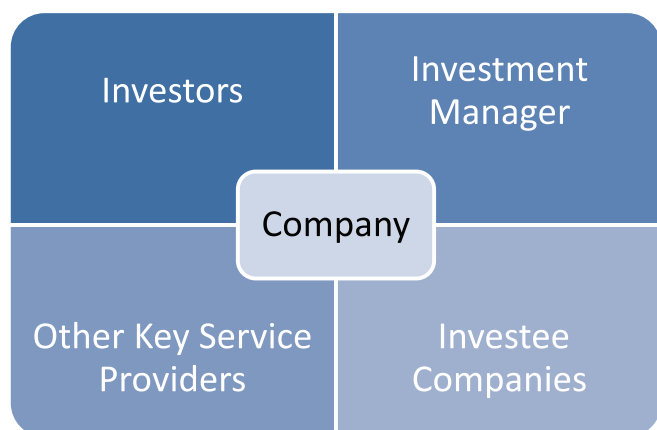 Investors
Investment
Manager
Company
Other Key Service
Providers
Investee
Companies